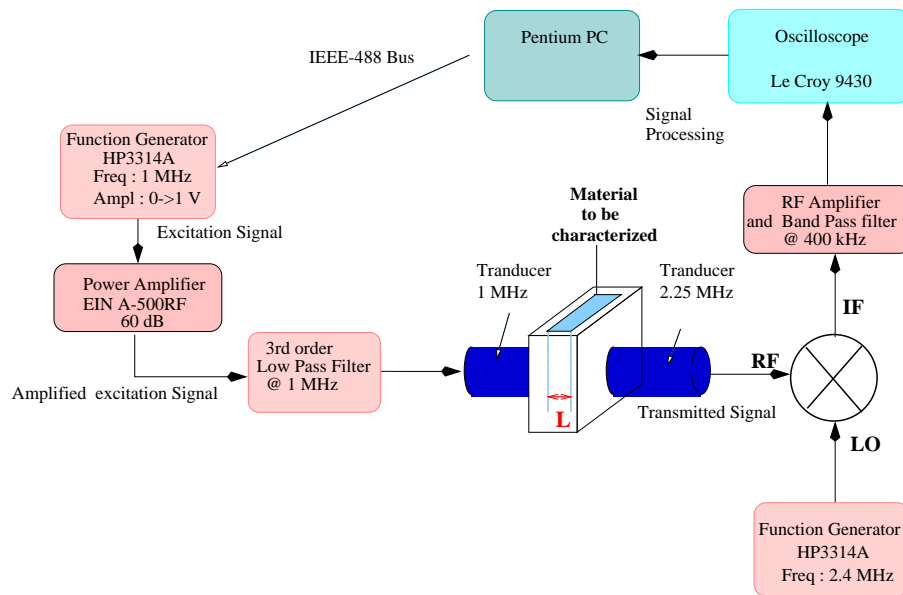 Pentium PC
Oscilloscope
Le Croy 9430
IEEE-488 Bus
Signal
Processing
Function Generator
HP3314A
Freq : 1 MHz
Ampl : 0->1 V
Excitation Signal
Power Amplifier
EIN A-500RF
60 dB
Amplified excitation Signal
3rd order
Low Pass Filter
@ 1 MHz
Tranducer
1 MHz
Material
to be
characterized
Tranducer
2.25 MHz
L
Transmitted Signal
RF
RF Amplifier
and Band Pass filter
@ 400 kHz
IF
LO
Function Generator
HP3314A
Freq : 2.4 MHz